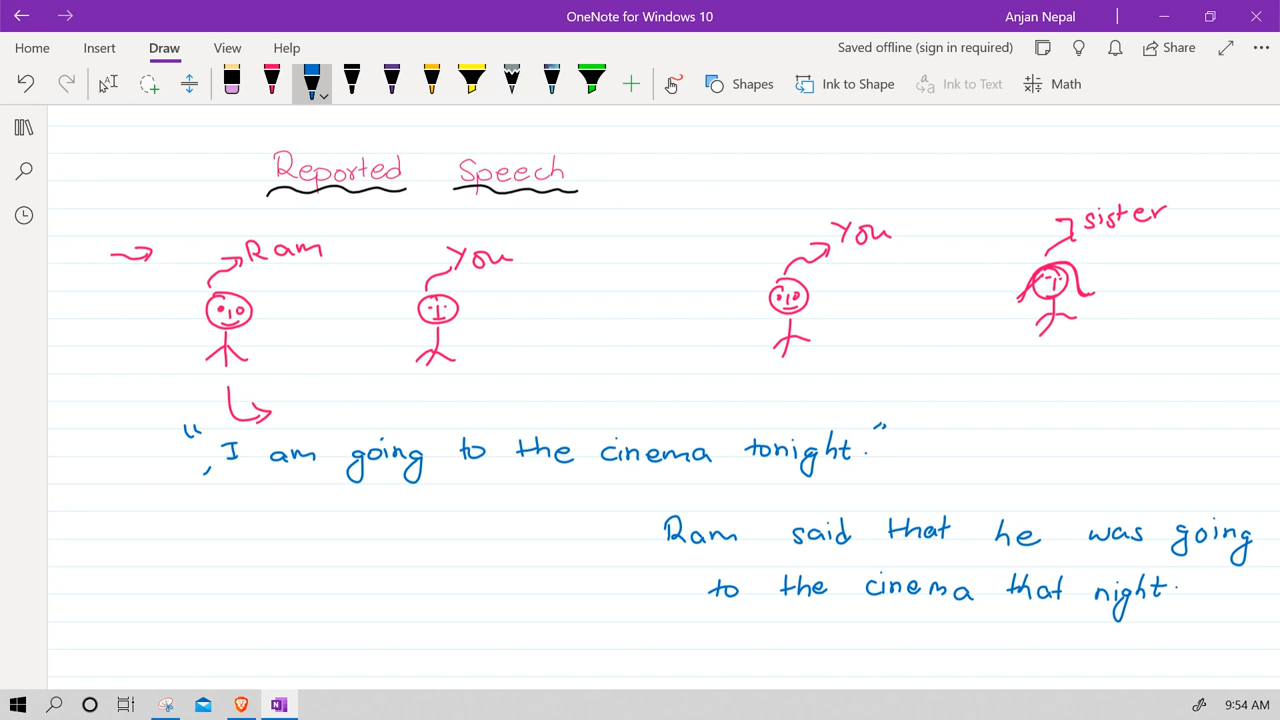 OneNote for Windows 10
Anjan Nepal
Home Insert Draw View Help
Saved offline (sign in required)
Share
Shapes
Ink to Shape
Ink to Text
Math
Reported Speech
Ram
You
You
sister
", I am going to the cinema tonight."
Ram said that he was going
to the cinema that night.
9:54 AM